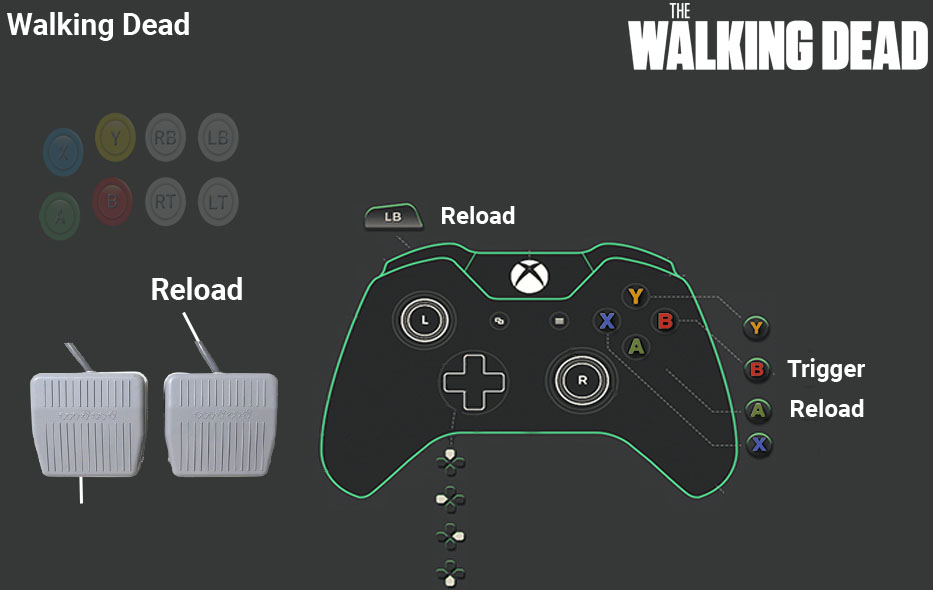 Walking Dead
THE
WALKING DEAD
X Y RB LB
A B RT LT
LB Reload
Reload
L
Y
X B
A
R
Y
B Trigger
A Reload
X